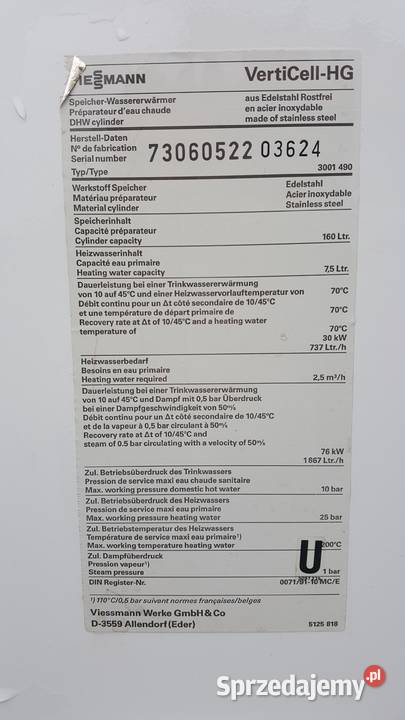 VIESSMANN VertiCell-HG
Speicher-Wassererwärmer aus Edelstahl Rostfrei
Préparateur d'eau chaude en acier inoxydable
DHW cylinder made of stainless steel
Herstell-Daten
N° de fabrication
Serial number 73060522 03624
Typ/Type 3001 490
Werkstoff Speicher Edelstahl
Matériau préparateur Acier inoxydable
Material cylinder Stainless steel
Speicherinhalt
Capacité préparateur
Cylinder capacity 160 Ltr.
Heizwasserinhalt
Capacité eau primaire
Heating water capacity 7,5 Ltr.
Dauerleistung bei einer Trinkwassererwärmung
von 10 auf 45°C und einer Heizwasservorlauftemperatur von 70°C
Débit continu pour un Δt côté secondaire de 10/45°C
et une température de départ primaire de 70°C
Recovery rate at Δt of 10/45°C and a heating water
temperature of 70°C
30 kW
737 Ltr./h
Heizwasserbedarf
Besoins en eau primaire
Heating water required 2,5 m³/h
Dauerleistung bei einer Trinkwassererwärmung
von 10 auf 45°C und Dampf mit 0,5 bar Überdruck
bei einer Dampfgeschwindigkeit von 50 m/s
Débit continu pour un Δt côté secondaire de 10/45°C
et de la vapeur à 0,5 bar circulant à 50 m/s
Recovery rate at Δt of 10/45°C and
steam of 0.5 bar circulating with a velocity of 50 m/s
76 kW
1867 Ltr./h
Zul. Betriebsüberdruck des Trinkwassers
Pression de service maxi eau chaude sanitaire
Max. working pressure domestic hot water 10 bar
Zul. Betriebsüberdruck des Heizwassers
Pression de service maxi eau primaire
Max. working pressure heating water 25 bar
Zul. Betriebstemperatur des Heizwassers
Température de service maxi eau primaire¹)
Max. working temperature heating water 200°C
Zul. Dampfüberdruck
Pression vapeur¹)
Steam pressure U 1 bar
DIN Register-Nr. 0071/91-10 MC/E
¹) 110°C/0,5 bar suivant normes françaises/belges
Viessmann Werke GmbH & Co
D-3559 Allendorf (Eder) 5125 818
Sprzedajemy.pl